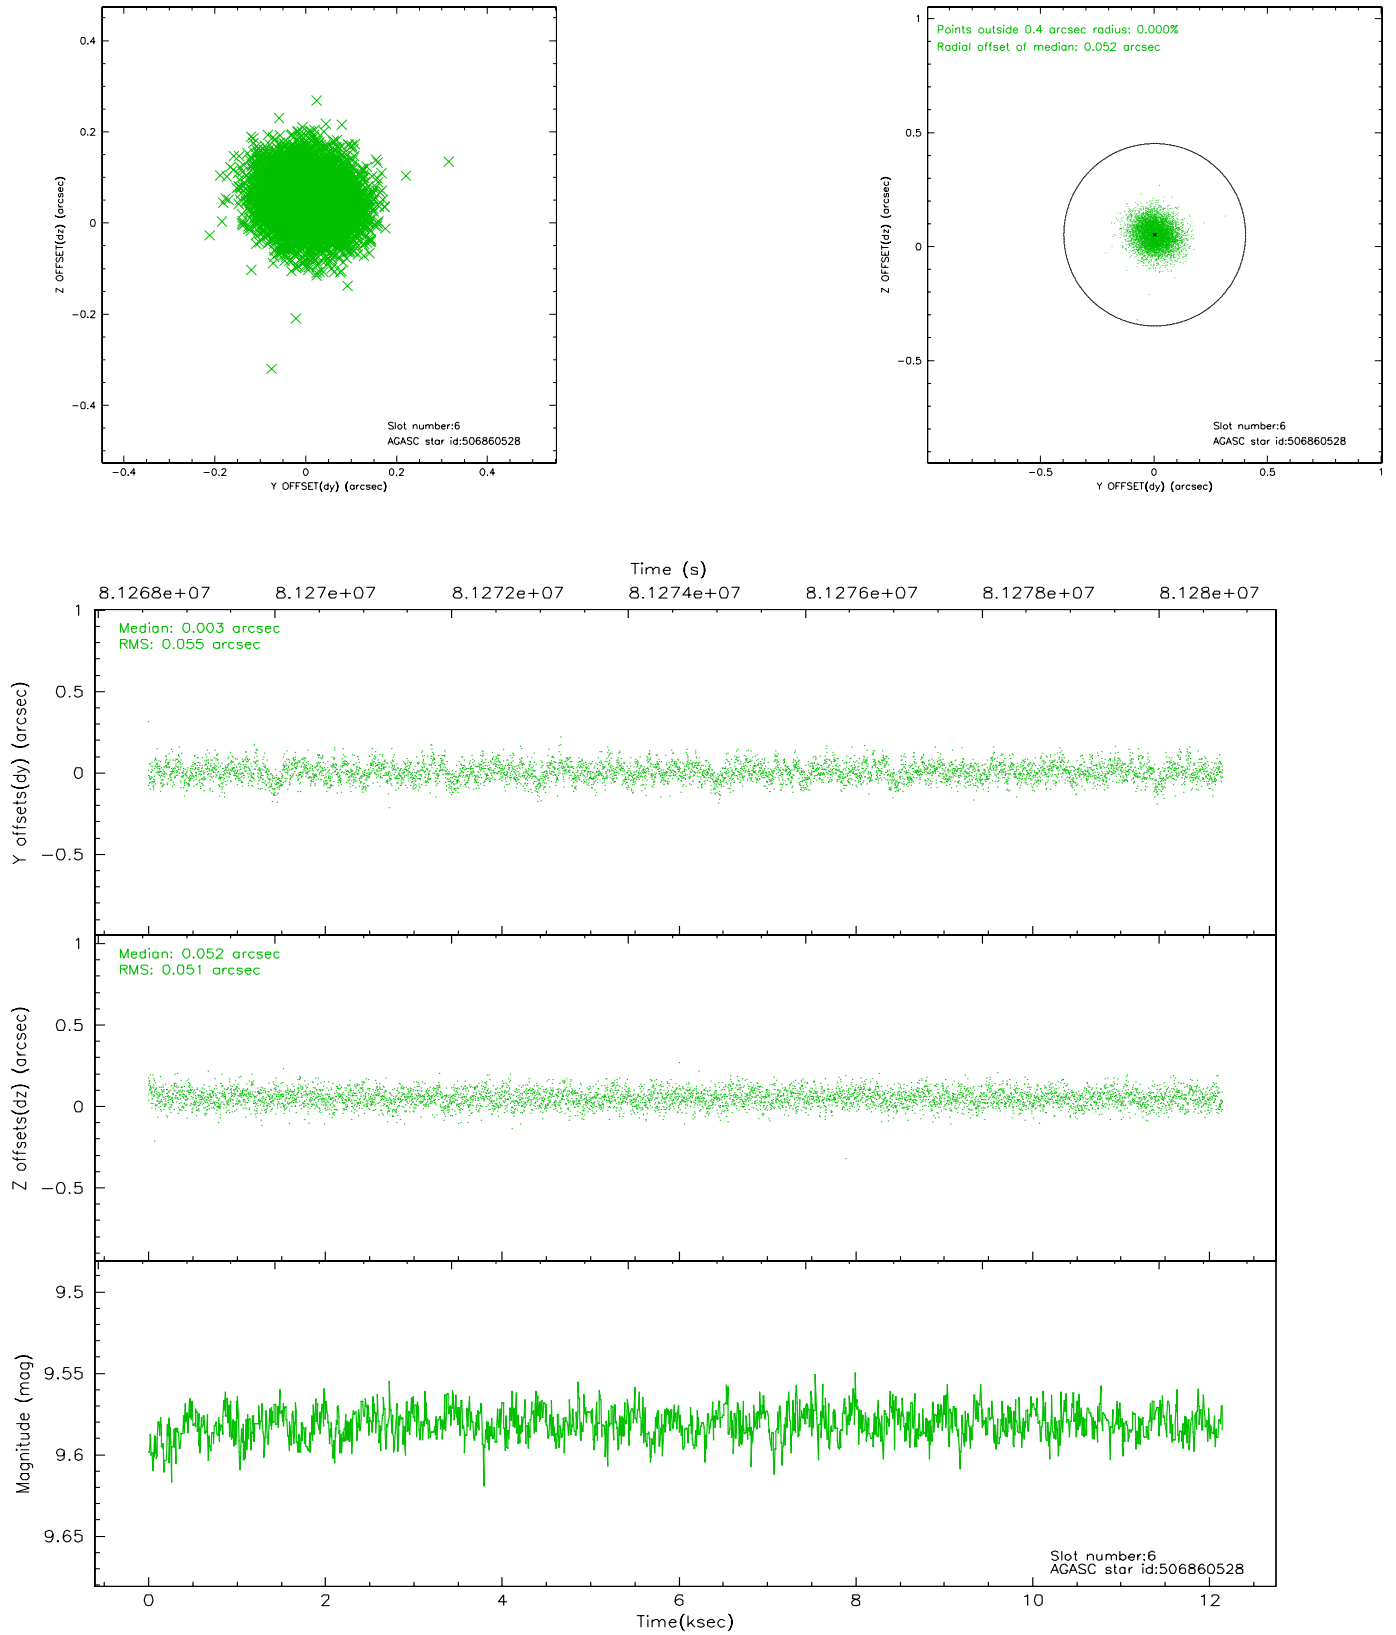 0.4
0.2
0
−0.2
−0.4
Z OFFSET(dz) (arcsec)
Slot number:6
AGASC star id:506860528
−0.4 −0.2 0 0.2 0.4
Y OFFSET(dy) (arcsec)
Points outside 0.4 arcsec radius: 0.000%
Radial offset of median: 0.052 arcsec
1
0.5
0
−0.5
Z OFFSET(dz) (arcsec)
Slot number:6
AGASC star id:506860528
−0.5 0 0.5 1
Y OFFSET(dy) (arcsec)
Time (s)
8.1268e+07 8.127e+07 8.1272e+07 8.1274e+07 8.1276e+07 8.1278e+07 8.128e+07
Median: 0.003 arcsec
RMS: 0.055 arcsec
1
0.5
0
−0.5
Y offsets(dy) (arcsec)
Median: 0.052 arcsec
RMS: 0.051 arcsec
1
0.5
0
−0.5
Z offsets(dz) (arcsec)
9.5
9.55
9.6
9.65
Magnitude (mag)
Slot number:6
AGASC star id:506860528
0 2 4 6 8 10 12
Time(ksec)